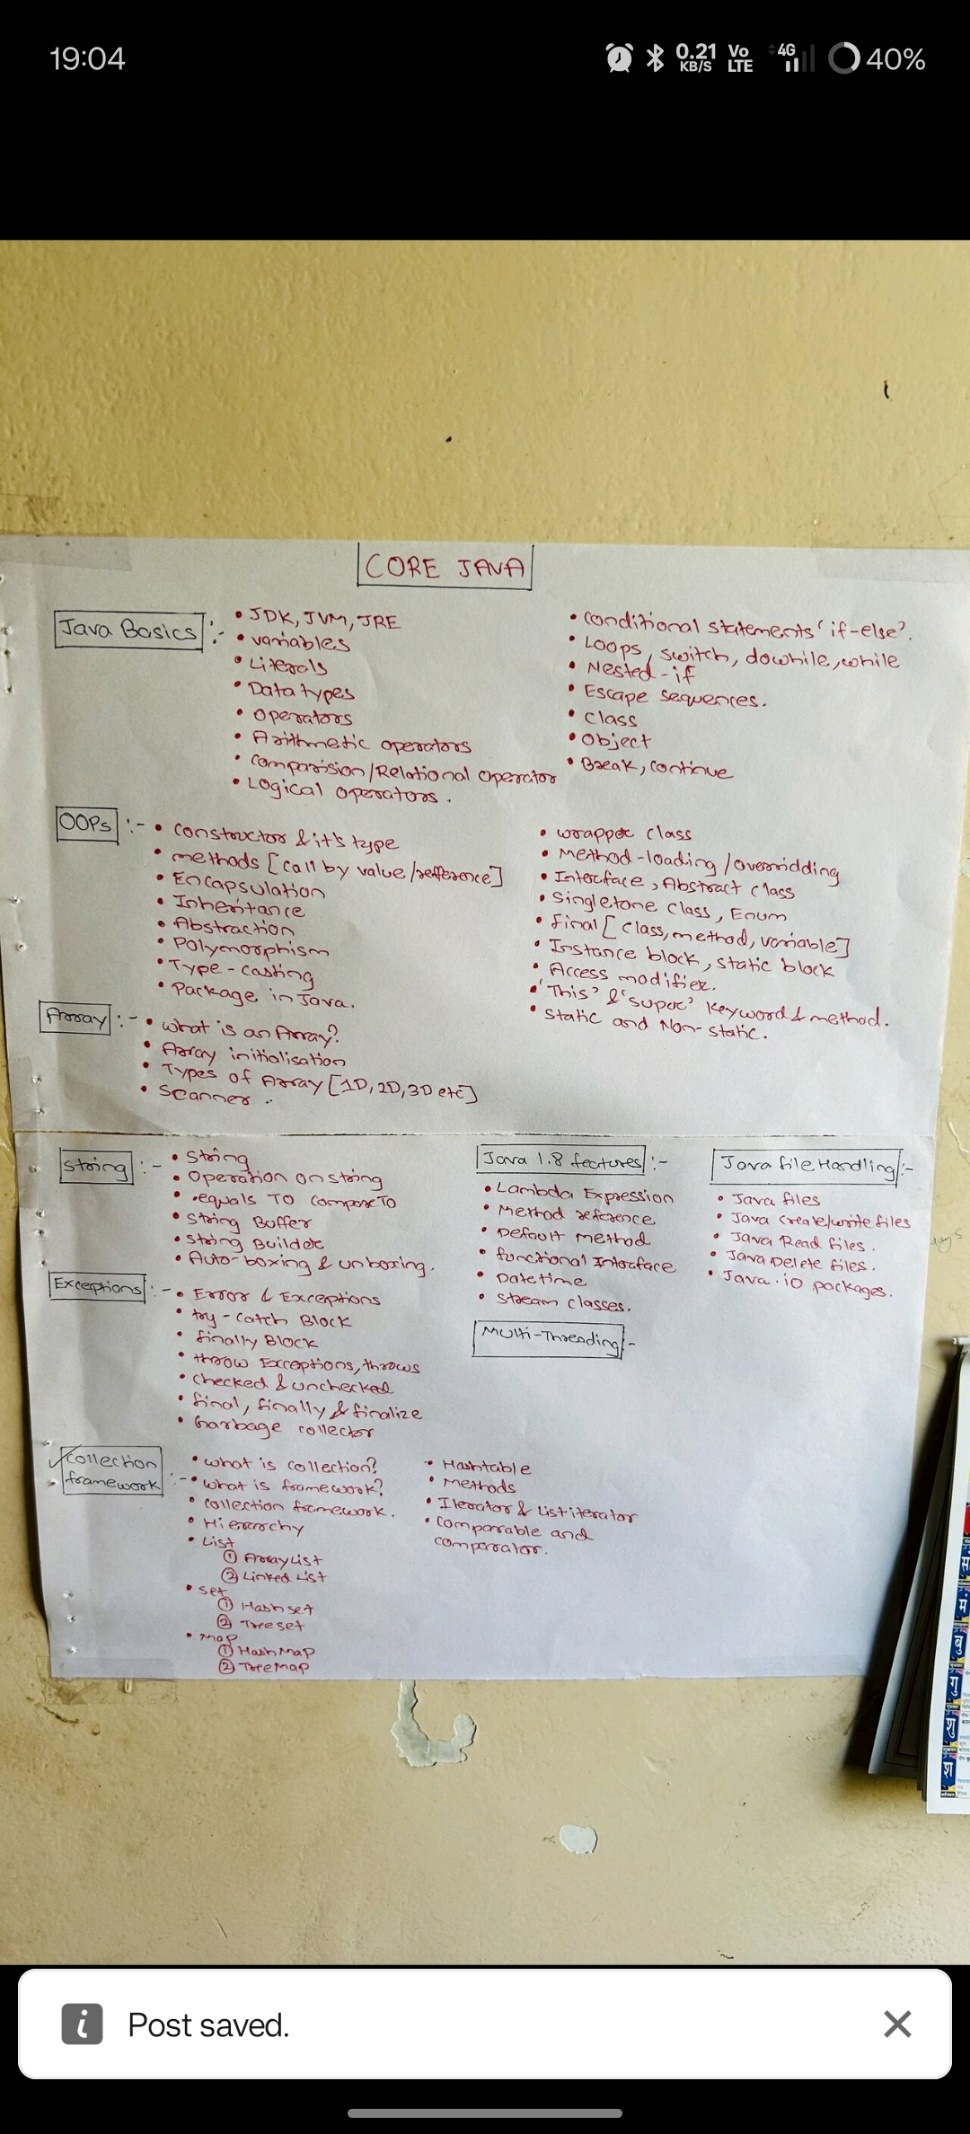 19:04
0.21 KB/S Vo LTE 4G 40%
CORE JAVA
Java Basics :-
• JDK, JVM, JRE
• variables
• Literals
• Data types
• operators
• Arithmetic operators
• comparision/Relational operator
• Logical operators.
• conditional statements 'if-else'.
• Loops, switch, dowhile, while
• Nested-if
• Escape sequences.
• class
• Object
• Break, continue
OOPs :-
• constructor & it's type
• methods [call by value/refference]
• Encapsulation
• Inheritance
• Abstraction
• Polymorphism
• Type-casting
• Package in Java.
• wrapper class
• Method-loading/overridding
• Interface, Abstract class
• Singletone class, Enum
• final [class, method, variable]
• Instance block, static block
• Access modifier.
• 'This' & 'super' keyword & method.
• static and Non-static.
Array :-
• what is an Array?
• Array initialisation
• Types of Array [1D, 2D, 3D etc]
• Scanner.
String :-
• String
• Operation on string
• .equals TO compareTo
• String Buffer
• String Builder
• Auto-boxing & unboxing.
Java 1.8 features :-
• Lambda Expression
• Method reference
• Default method
• functional Interface
• Datetime
• Stream classes.
Java file Handling :-
• Java files
• Java create/write files
• Java Read files.
• Java Delete files.
• Java.io packages.
Exceptions :-
• Error & Exceptions
• try-catch Block
• finally Block
• throw Exceptions, throws
• checked & unchecked
• final, finally & finalize
• Garbage collector
Multi-Threading :-
Collection
framework :-
• what is collection?
• what is framework?
• collection framework.
• Hierarchy
• List
① ArrayList
② Linked List
• Set
① Hashset
② Treeset
• Map
① HashMap
② TreeMap
• Hashtable
• Methods
• Iterator & Listiterator
• Comparable and
comparator.
मं
बु
गु
शु
श
Post saved.